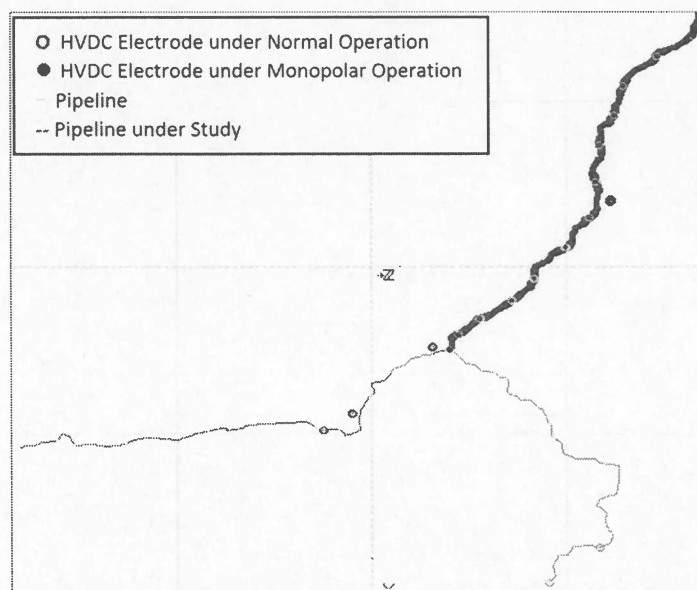 HVDC Electrode under Normal Operation
HVDC Electrode under Monopolar Operation
Pipeline
Pipeline under Study